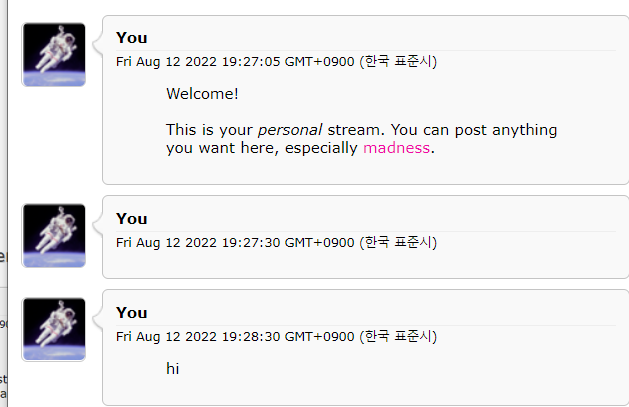 You
Fri Aug 12 2022 19:27:05 GMT+0900 (한국 표준시)
Welcome!
This is your personal stream. You can post anything
you want here, especially madness.
You
Fri Aug 12 2022 19:27:30 GMT+0900 (한국 표준시)
You
Fri Aug 12 2022 19:28:30 GMT+0900 (한국 표준시)
hi